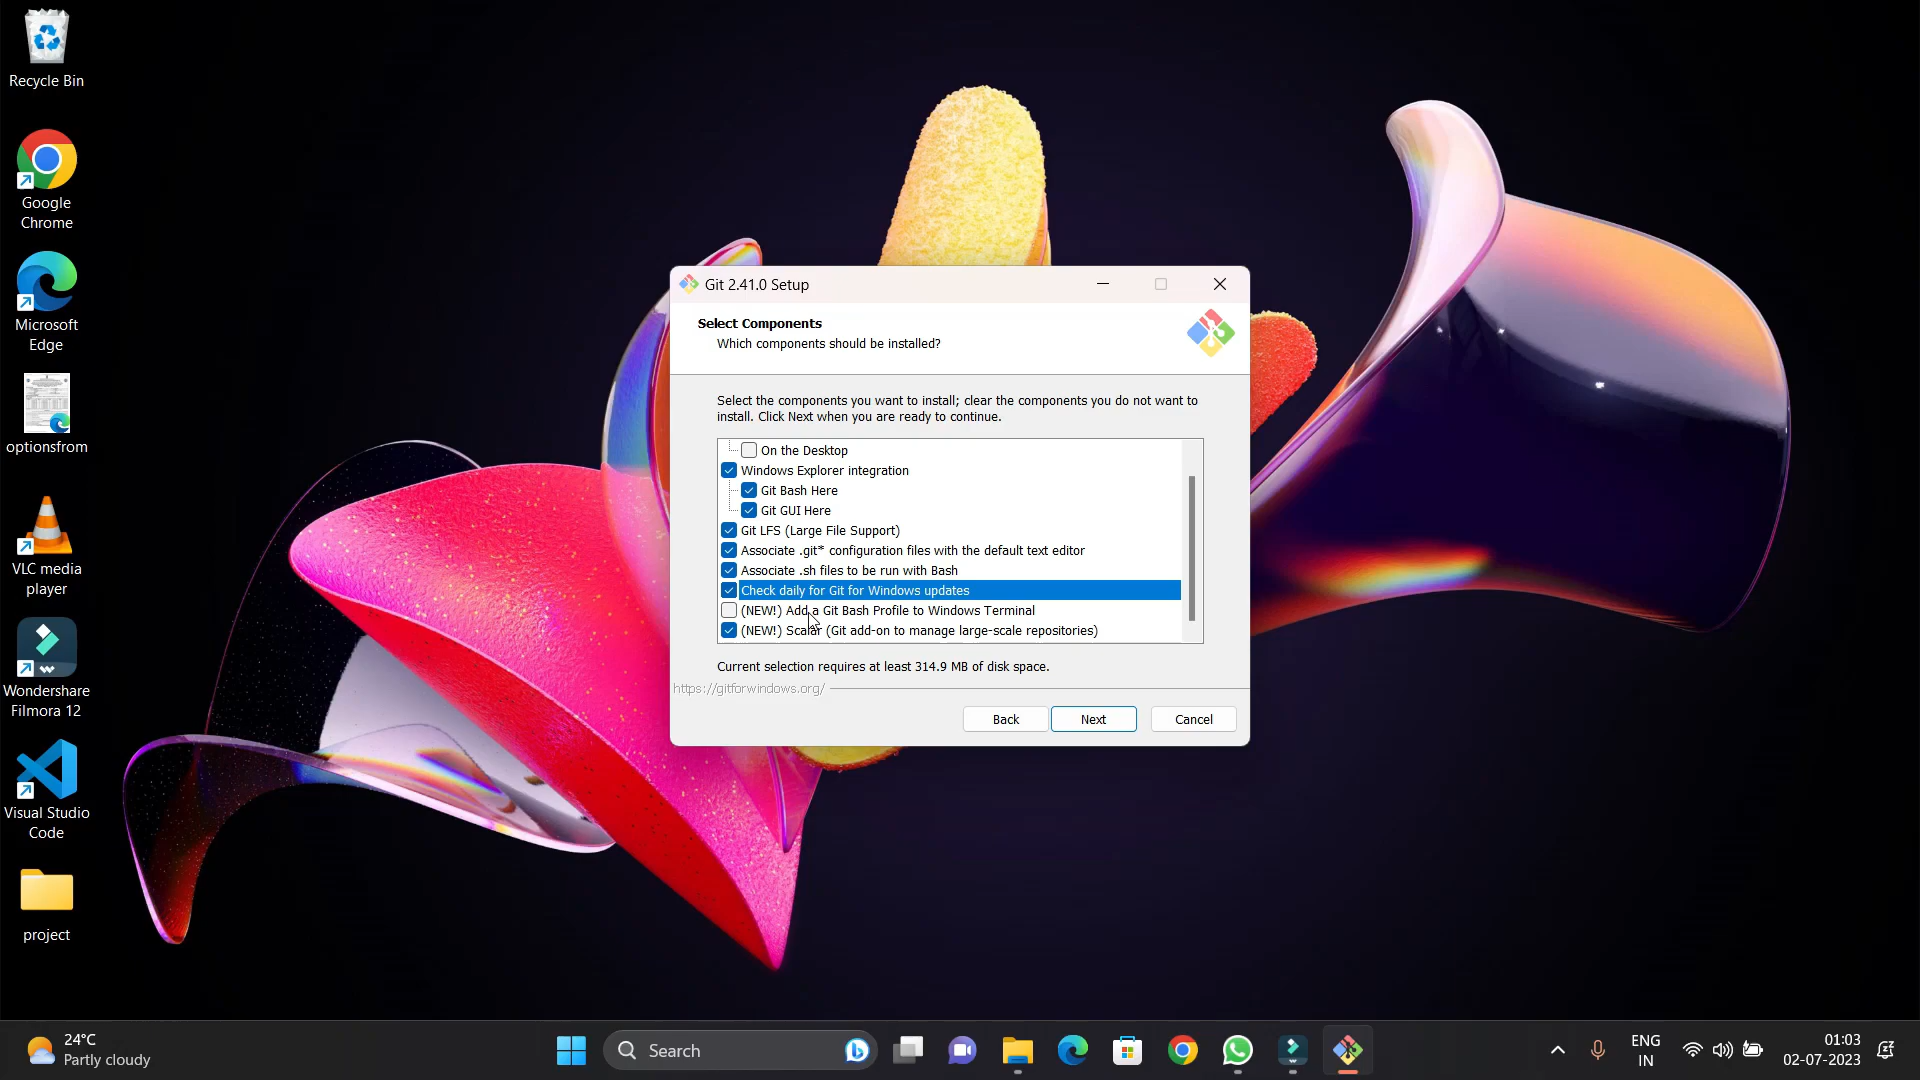 Recycle Bin
Google
Chrome
Microsoft
Edge
optionsfrom
VLC media
player
Wondershare
Filmora 12
Visual Studio
Code
project
Git 2.41.0 Setup
Select Components
Which components should be installed?
Select the components you want to install; clear the components you do not want to
install. Click Next when you are ready to continue.
On the Desktop
Windows Explorer integration
Git Bash Here
Git GUI Here
Git LFS (Large File Support)
Associate .git* configuration files with the default text editor
Associate .sh files to be run with Bash
Check daily for Git for Windows updates
(NEW!) Add a Git Bash Profile to Windows Terminal
(NEW!) Scalar (Git add-on to manage large-scale repositories)
Current selection requires at least 314.9 MB of disk space.
https://gitforwindows.org/
Back
Next
Cancel
24°C
Partly cloudy
Search
ENG
IN
01:03
02-07-2023